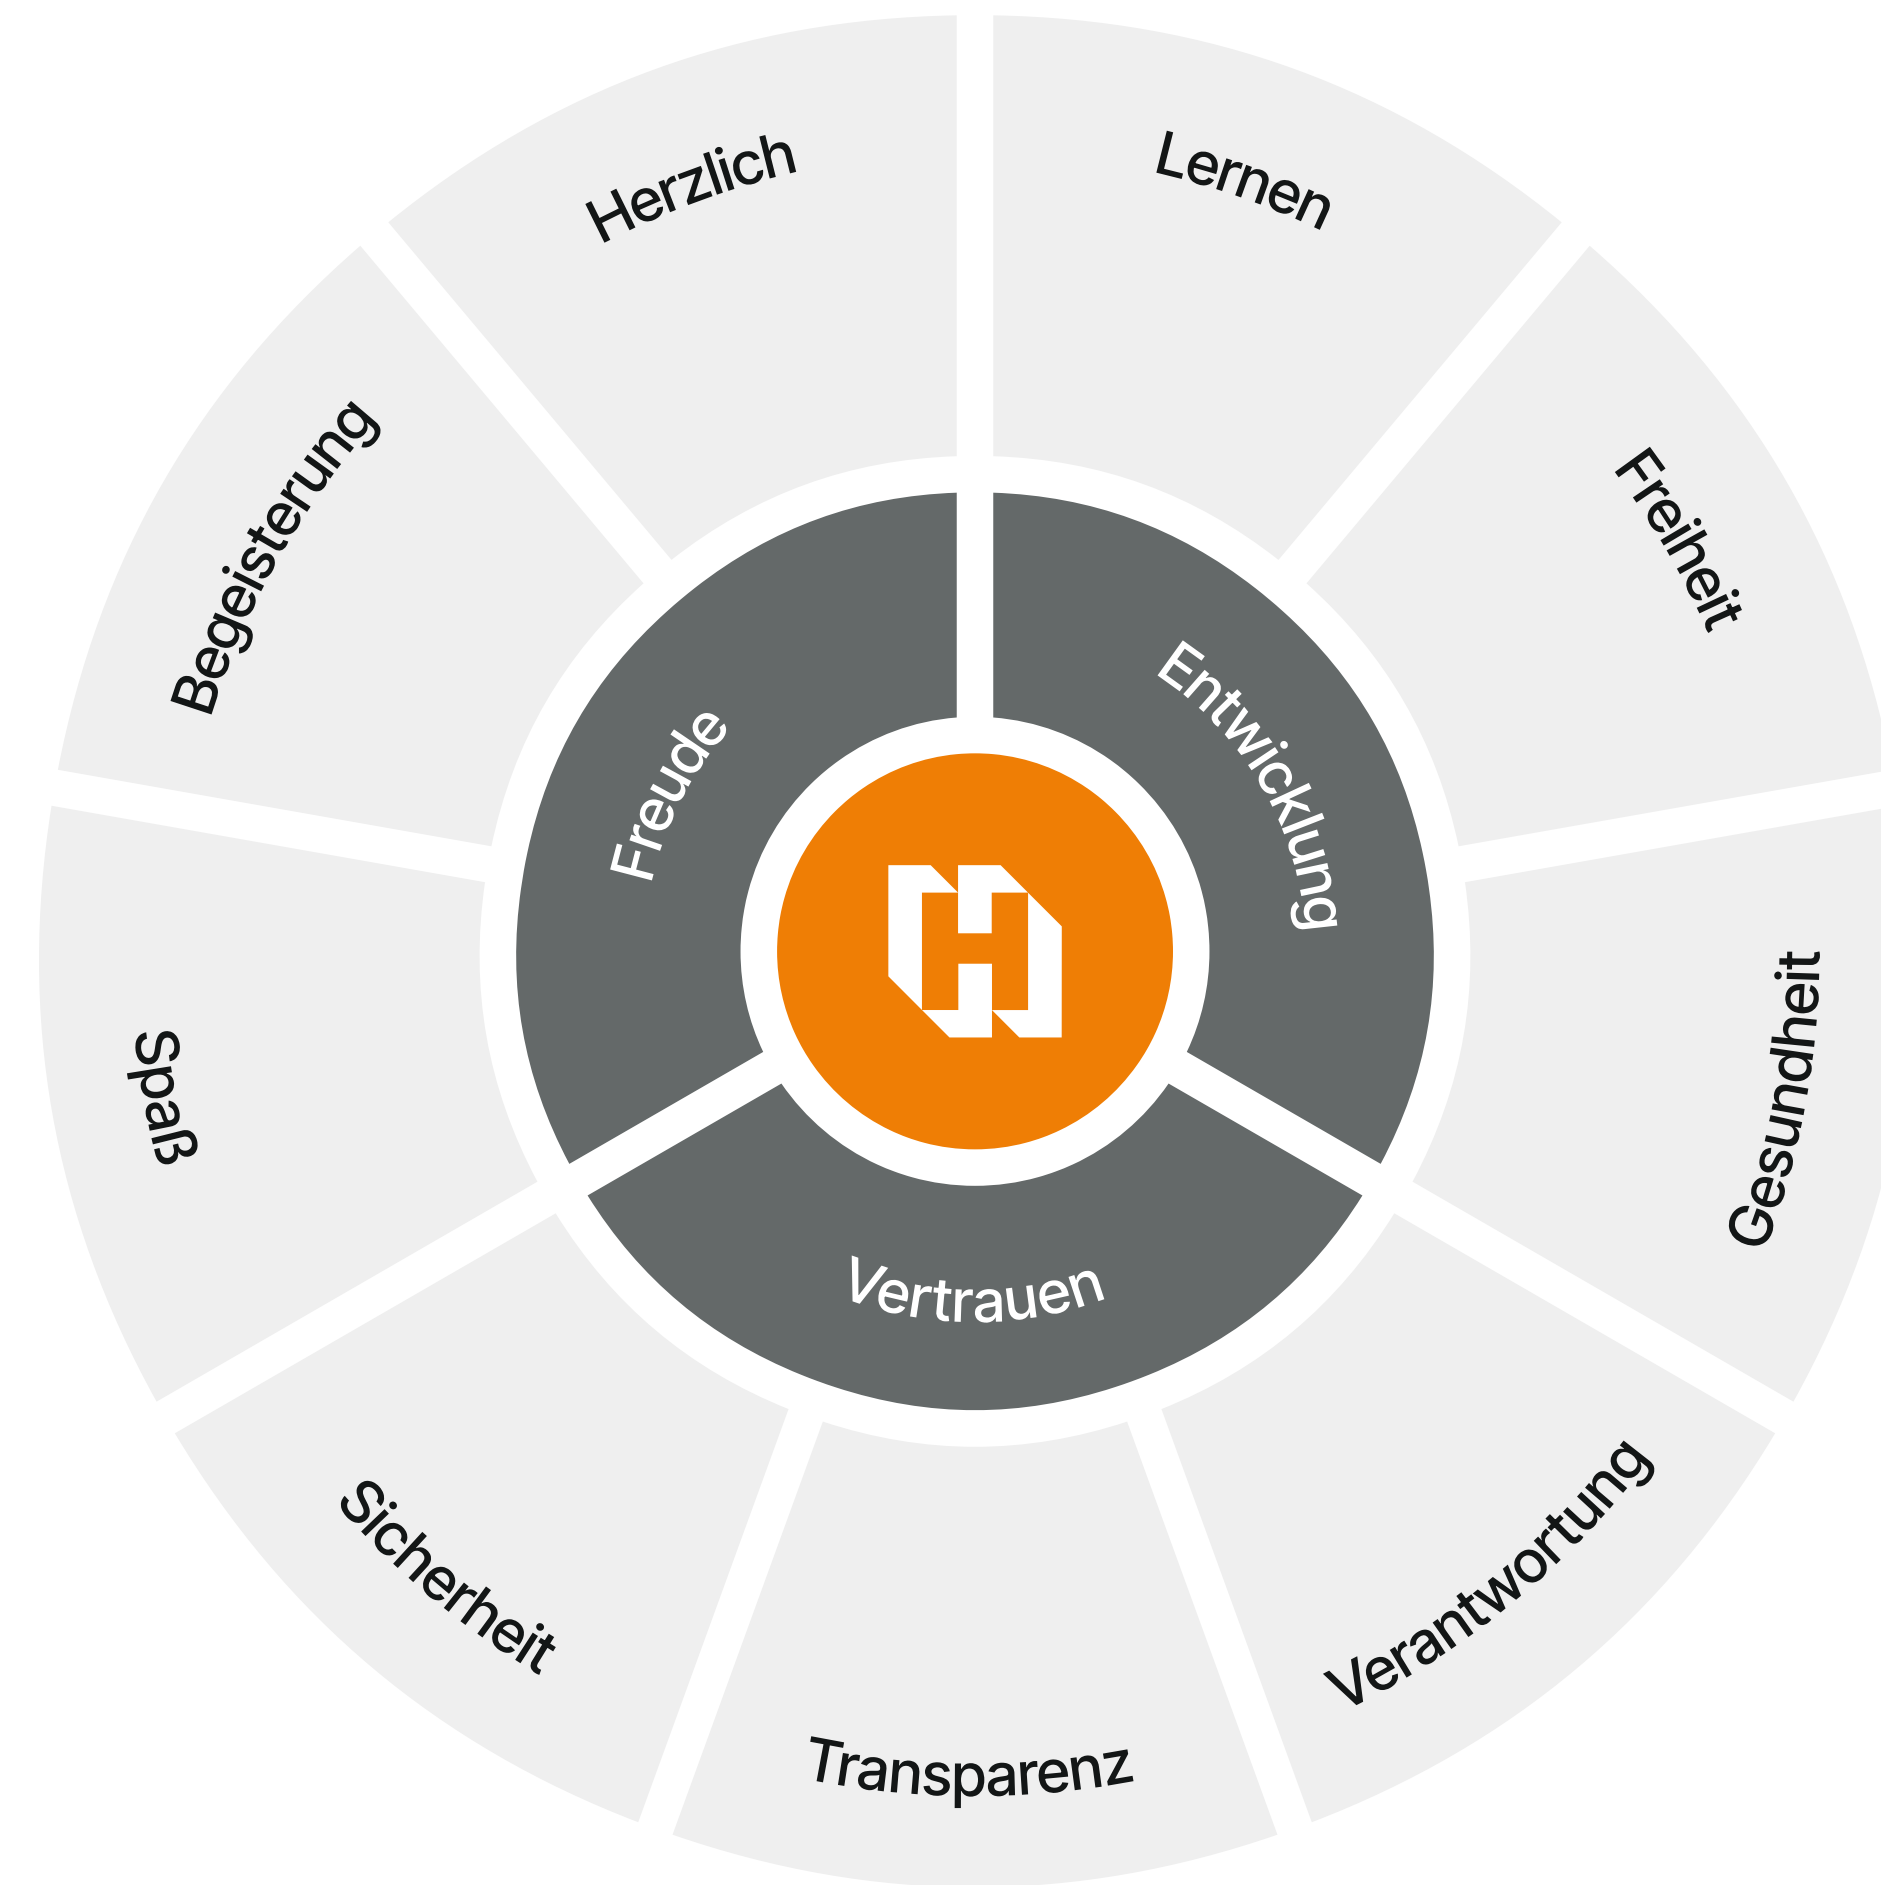 Herzlich
Lernen
Freiheit
Gesundheit
Verantwortung
Transparenz
Sicherheit
Spaß
Begeisterung
Freude
Entwicklung
Vertrauen
H